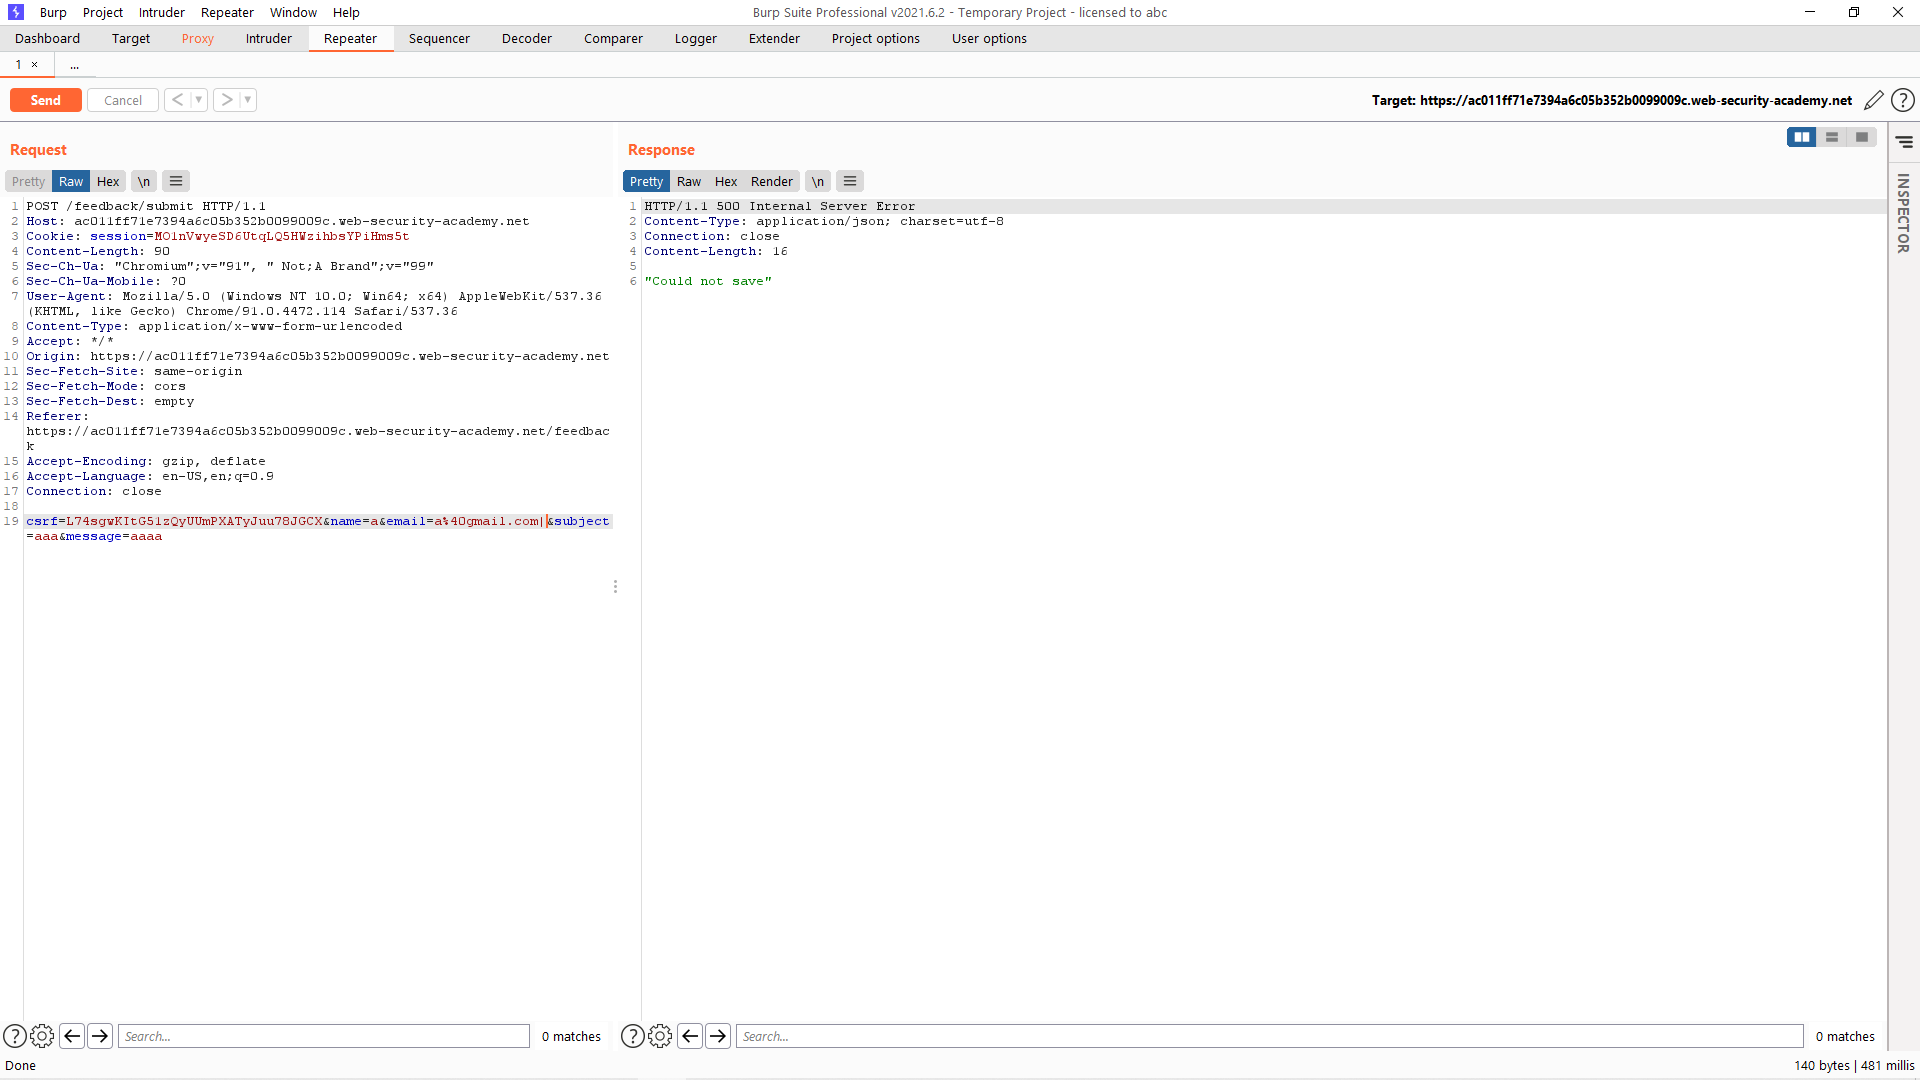 Burp Project Intruder Repeater Window Help
Burp Suite Professional v2021.6.2 - Temporary Project - licensed to abc
Dashboard Target Proxy Intruder Repeater Sequencer Decoder Comparer Logger Extender Project options User options
1 × ...
Send Cancel < > Target: https://ac011ff71e7394a6c05b352b0099009c.web-security-academy.net ?
Request
Pretty Raw Hex \n
1 POST /feedback/submit HTTP/1.1
2 Host: ac011ff71e7394a6c05b352b0099009c.web-security-academy.net
3 Cookie: session=MO1nVwyeSD6UtqLQ5HWzihbsYPiHms5t
4 Content-Length: 90
5 Sec-Ch-Ua: "Chromium";v="91", " Not;A Brand";v="99"
6 Sec-Ch-Ua-Mobile: ?0
7 User-Agent: Mozilla/5.0 (Windows NT 10.0; Win64; x64) AppleWebKit/537.36
(KHTML, like Gecko) Chrome/91.0.4472.114 Safari/537.36
8 Content-Type: application/x-www-form-urlencoded
9 Accept: */*
10 Origin: https://ac011ff71e7394a6c05b352b0099009c.web-security-academy.net
11 Sec-Fetch-Site: same-origin
12 Sec-Fetch-Mode: cors
13 Sec-Fetch-Dest: empty
14 Referer:
https://ac011ff71e7394a6c05b352b0099009c.web-security-academy.net/feedbac
k
15 Accept-Encoding: gzip, deflate
16 Accept-Language: en-US,en;q=0.9
17 Connection: close
18
19 csrf=L74sgwKItG51zQyUUmPXATyJuu78JGCX&name=a&email=a%40gmail.com|&subject
=aaa&message=aaaa
Response
Pretty Raw Hex Render \n
1 HTTP/1.1 500 Internal Server Error
2 Content-Type: application/json; charset=utf-8
3 Connection: close
4 Content-Length: 16
5
6 "Could not save"
INSPECTOR
? Search... 0 matches
? Search... 0 matches
Done
140 bytes | 481 millis